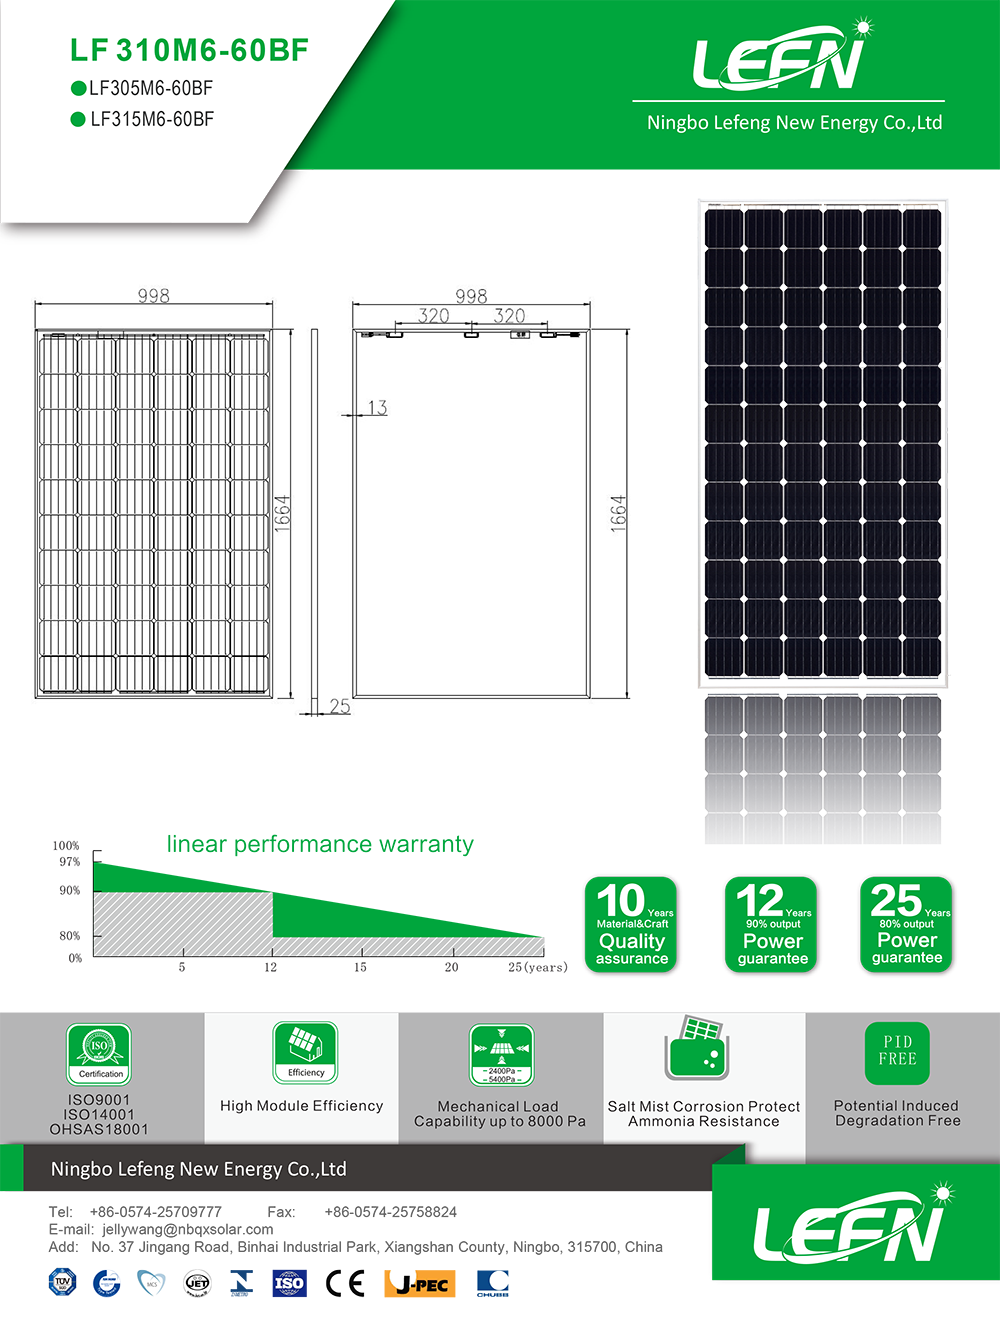 LF 310M6-60BF
LF305M6-60BF
LF315M6-60BF
LEFN
Ningbo Lefeng New Energy Co.,Ltd
998
998
320 320
13
1664
1664
25
linear performance warranty
100%
97%
90%
80%
0%
5 12 15 20 25(years)
10 Years
Material&Craft
Quality
assurance
12 Years
90% output
Power
guarantee
25 Years
80% output
Power
guarantee
ISO
Certification
ISO9001
ISO14001
OHSAS18001
Efficiency
High Module Efficiency
2400Pa
5400Pa
Mechanical Load
Capability up to 8000 Pa
Salt Mist Corrosion Protect
Ammonia Resistance
PID
FREE
Potential Induced
Degradation Free
Ningbo Lefeng New Energy Co.,Ltd
LEFN
Tel: +86-0574-25709777 Fax: +86-0574-25758824
E-mail: jellywang@nbqxsolar.com
Add: No. 37 Jingang Road, Binhai Industrial Park, Xiangshan County, Ningbo, 315700, China
TUV MCS JET ISO CE J-PEC CHUBB